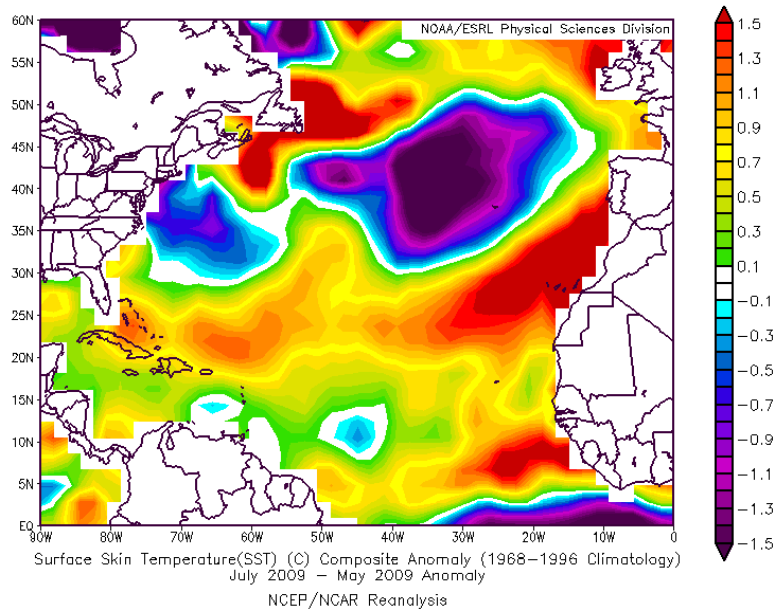 NOAA/ESRL Physical Sciences Division
60N
55N
50N
45N
40N
35N
30N
25N
20N
15N
10N
5N
EQ
90W 80W 70W 60W 50W 40W 30W 20W 10W 0
1.5
1.3
1.1
0.9
0.7
0.5
0.3
0.1
-0.1
-0.3
-0.5
-0.7
-0.9
-1.1
-1.3
-1.5
Surface Skin Temperature(SST) (C) Composite Anomaly (1968-1996 Climatology)
July 2009 - May 2009 Anomaly
NCEP/NCAR Reanalysis